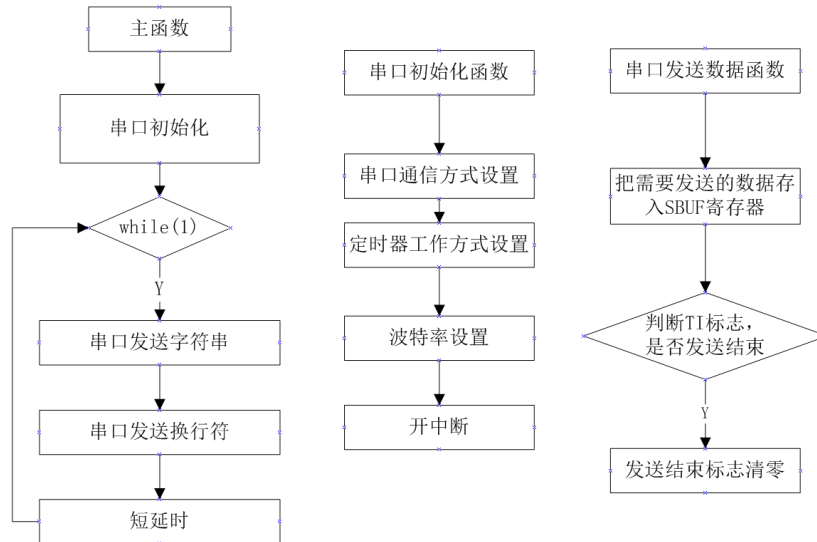 主函数
串口初始化
while(1)
Y
串口发送字符串
串口发送换行符
短延时
串口初始化函数
串口通信方式设置
定时器工作方式设置
波特率设置
开中断
串口发送数据函数
把需要发送的数据存
入SBUF寄存器
判断TI标志，
是否发送结束
Y
发送结束标志清零